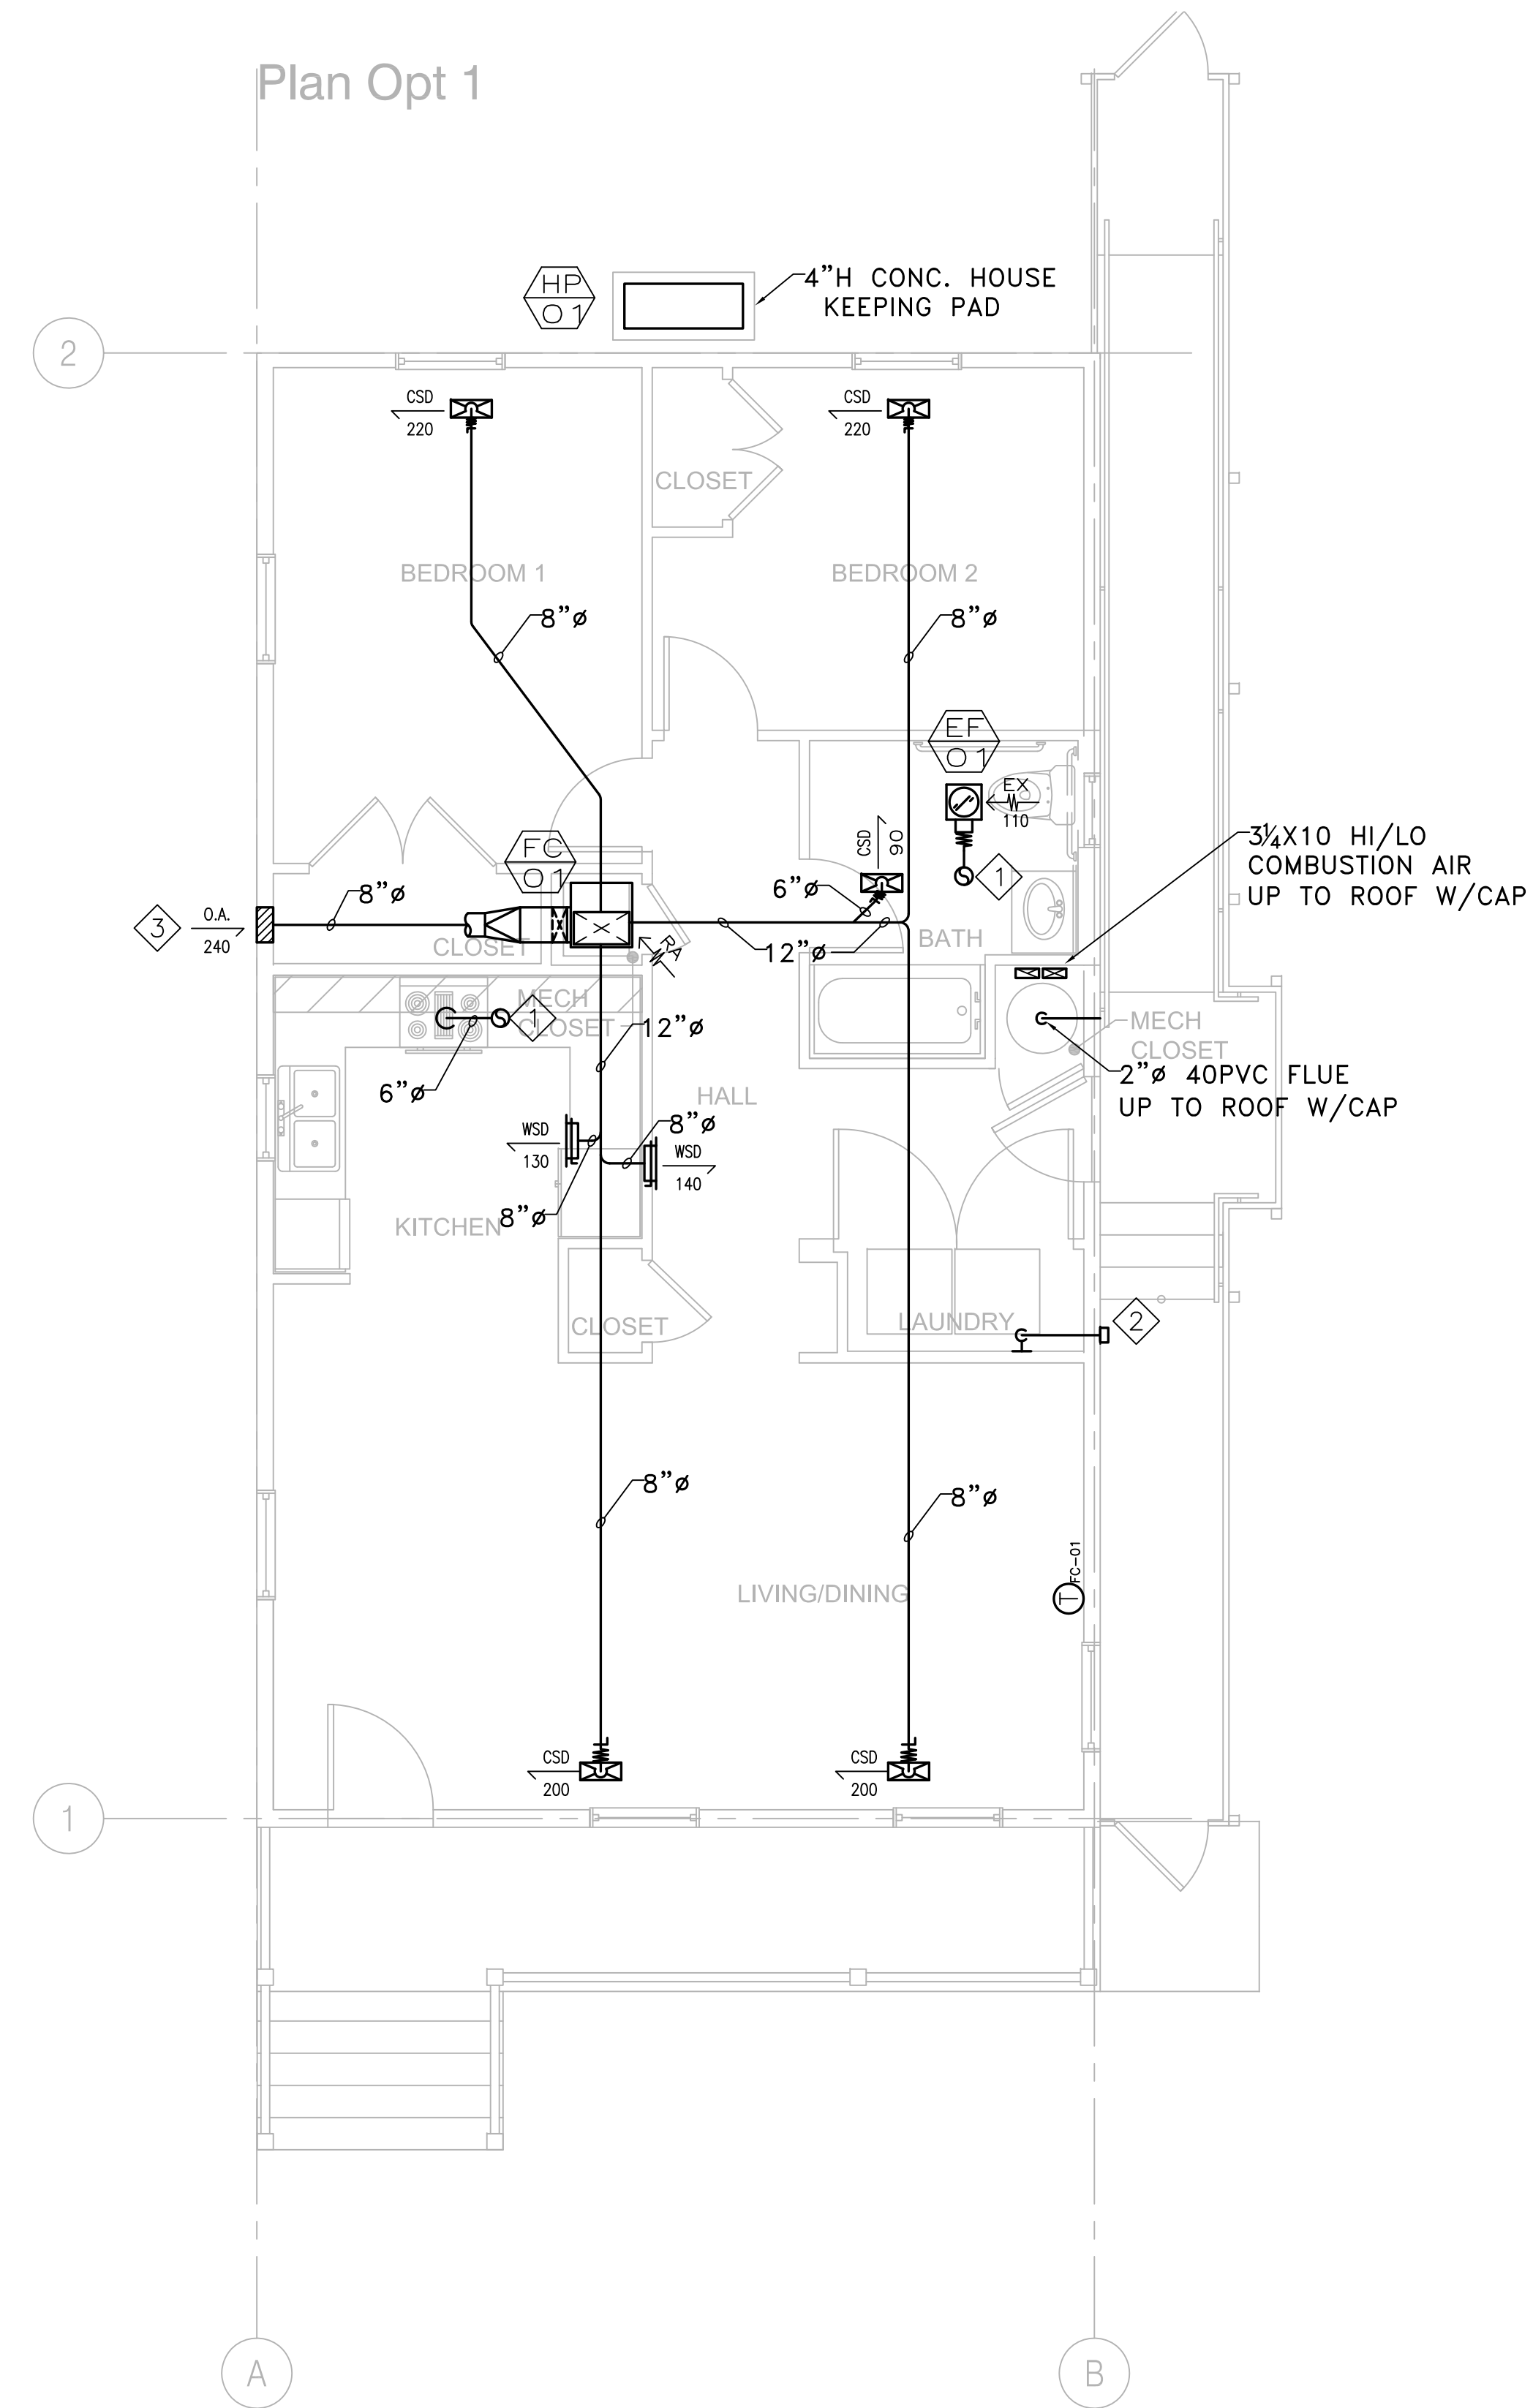 Plan Opt 1
HP
01
4”H CONC. HOUSE
KEEPING PAD
2
CSD
220
CSD
220
CLOSET
BEDROOM 1
BEDROOM 2
8”ø
8”ø
EF
01
EX
110
CSD
90
3¼X10 HI/LO
COMBUSTION AIR
UP TO ROOF W/CAP
FC
01
1
6”ø
8”ø
3
O.A.
240
CLOSET
RA
12”ø
BATH
MECH
CLOSET
1
12”ø
MECH
CLOSET
2”ø 40PVC FLUE
UP TO ROOF W/CAP
6”ø
HALL
8”ø
WSD
130
WSD
140
8”ø
KITCHEN
CLOSET
LAUNDRY
2
8”ø
8”ø
FC-01
T
LIVING/DINING
CSD
200
CSD
200
1
A
B